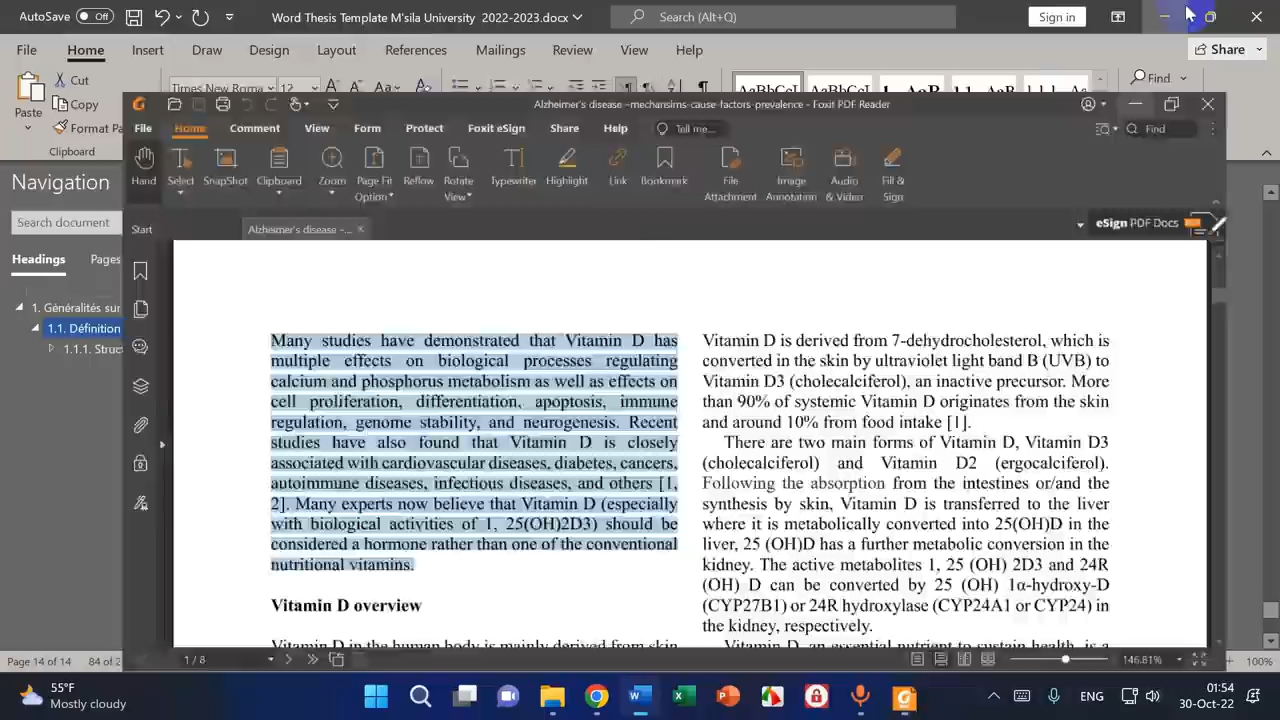 AutoSave Off Word Thesis Template M'sila University 2022-2023.docx Search (Alt+Q) Sign in
File Home Insert Draw Design Layout References Mailings Review View Help Share
Paste Cut Copy Format Pa Times New Roma 12 AaBbCcI Find
Clipboard
Navigation
Search document
Headings Pages
1. Généralités sur
1.1. Définition
1.1.1. Struc
Alzheimer's disease –mechansims-cause-factors-prevalence - Foxit PDF Reader
File Home Comment View Form Protect Foxit eSign Share Help Tell me... Find
Hand Select SnapShot Clipboard Zoom Page Fit Option Reflow Rotate View Typewriter Highlight Link Bookmark File Attachment Image Annotation Audio & Video Fill & Sign
Start Alzheimer's disease -... eSign PDF Docs
Many studies have demonstrated that Vitamin D has
multiple effects on biological processes regulating
calcium and phosphorus metabolism as well as effects on
cell proliferation, differentiation, apoptosis, immune
regulation, genome stability, and neurogenesis. Recent
studies have also found that Vitamin D is closely
associated with cardiovascular diseases, diabetes, cancers,
autoimmune diseases, infectious diseases, and others [1,
2]. Many experts now believe that Vitamin D (especially
with biological activities of 1, 25(OH)2D3) should be
considered a hormone rather than one of the conventional
nutritional vitamins.
Vitamin D overview
Vitamin D in the human body is mainly derived from skin
Vitamin D is derived from 7-dehydrocholesterol, which is
converted in the skin by ultraviolet light band B (UVB) to
Vitamin D3 (cholecalciferol), an inactive precursor. More
than 90% of systemic Vitamin D originates from the skin
and around 10% from food intake [1].
There are two main forms of Vitamin D, Vitamin D3
(cholecalciferol) and Vitamin D2 (ergocalciferol).
Following the absorption from the intestines or/and the
synthesis by skin, Vitamin D is transferred to the liver
where it is metabolically converted into 25(OH)D in the
liver, 25 (OH)D has a further metabolic conversion in the
kidney. The active metabolites 1, 25 (OH) 2D3 and 24R
(OH) D can be converted by 25 (OH) 1α-hydroxy-D
(CYP27B1) or 24R hydroxylase (CYP24A1 or CYP24) in
the kidney, respectively.
Vitamin D, an essential nutrient to sustain health, is a
1 / 8 146.81%
Page 14 of 14 84 of 2 100%
55°F
Mostly cloudy
ENG
01:54
30-Oct-22